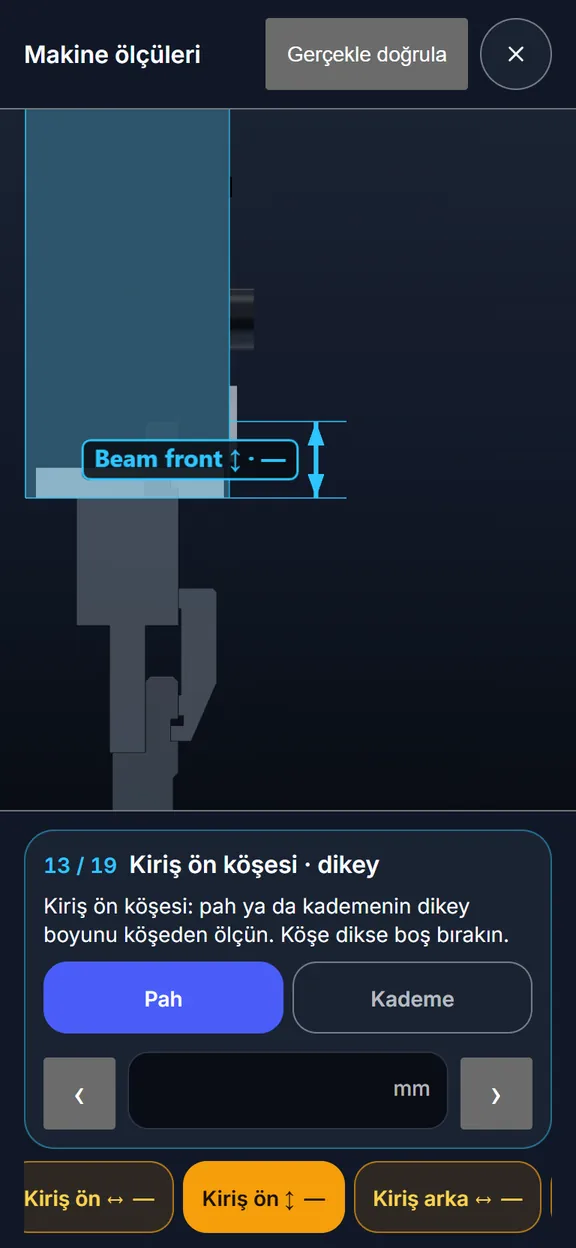 Makine ölçüleri
Gerçekle doğrula
×
Beam front ↕ · —
13 / 19 Kiriş ön köşesi · dikey
Kiriş ön köşesi: pah ya da kademenin dikey
boyunu köşeden ölçün. Köşe dikse boş bırakın.
Pah
Kademe
‹
mm
›
Kiriş ön ↔ —
Kiriş ön ↕ —
Kiriş arka ↔ —